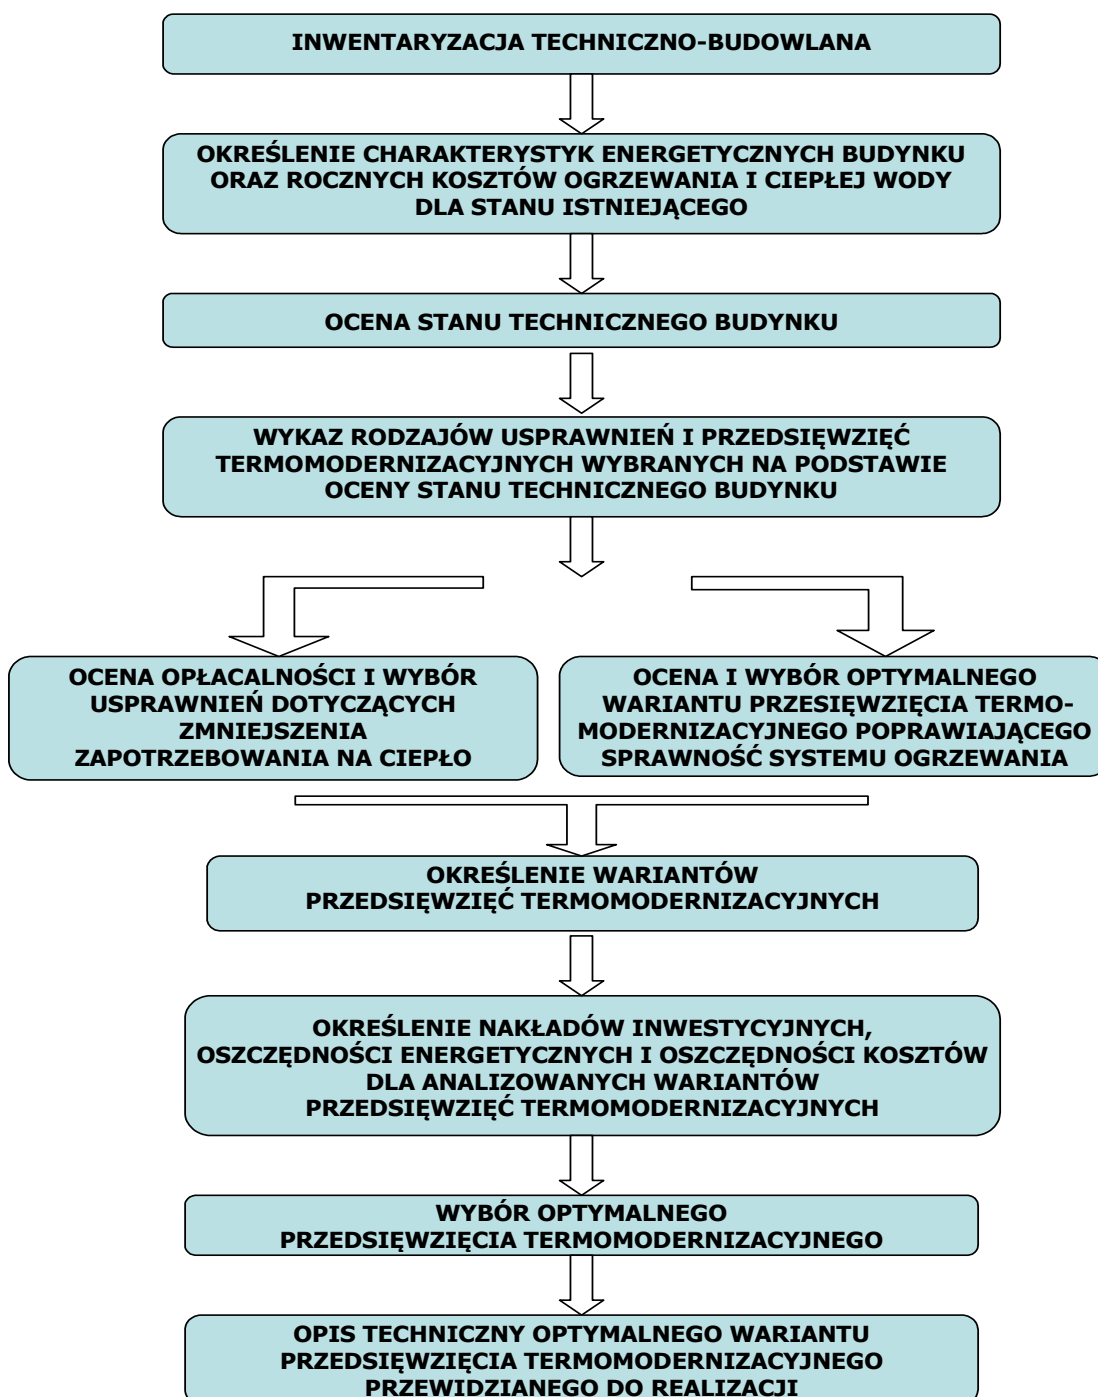 INWENTARYZACJA TECHNICZNO-BUDOWLANA
OKREŚLENIE CHARAKTERYSTYK ENERGETYCZNYCH BUDYNKU
ORAZ ROCZNYCH KOSZTÓW OGRZEWANIA I CIEPŁEJ WODY
DLA STANU ISTNIEJĄCEGO
OCENA STANU TECHNICZNEGO BUDYNKU
WYKAZ RODZAJÓW USPRAWNIEŃ I PRZEDSIĘWZIĘĆ
TERMOMODERNIZACYJNYCH WYBRANYCH NA PODSTAWIE
OCENY STANU TECHNICZNEGO BUDYNKU
OCENA OPŁACALNOŚCI I WYBÓR
USPRAWNIEŃ DOTYCZĄCYCH
ZMNIEJSZENIA
ZAPOTRZEBOWANIA NA CIEPŁO
OCENA I WYBÓR OPTYMALNEGO
WARIANTU PRZESIĘWZIĘCIA TERMO-
MODERNIZACYJNEGO POPRAWIAJĄCEGO
SPRAWNOŚĆ SYSTEMU OGRZEWANIA
OKREŚLENIE WARIANTÓW
PRZEDSIĘWZIĘĆ TERMOMODERNIZACYJNYCH
OKREŚLENIE NAKŁADÓW INWESTYCYJNYCH,
OSZCZĘDNOŚCI ENERGETYCZNYCH I OSZCZĘDNOŚCI KOSZTÓW
DLA ANALIZOWANYCH WARIANTÓW
PRZEDSIĘWZIĘĆ TERMOMODERNIZACYJNYCH
WYBÓR OPTYMALNEGO
PRZEDSIĘWZIĘCIA TERMOMODERNIZACYJNEGO
OPIS TECHNICZNY OPTYMALNEGO WARIANTU
PRZEDSIĘWZIĘCIA TERMOMODERNIZACYJNEGO
PRZEWIDZIANEGO DO REALIZACJI